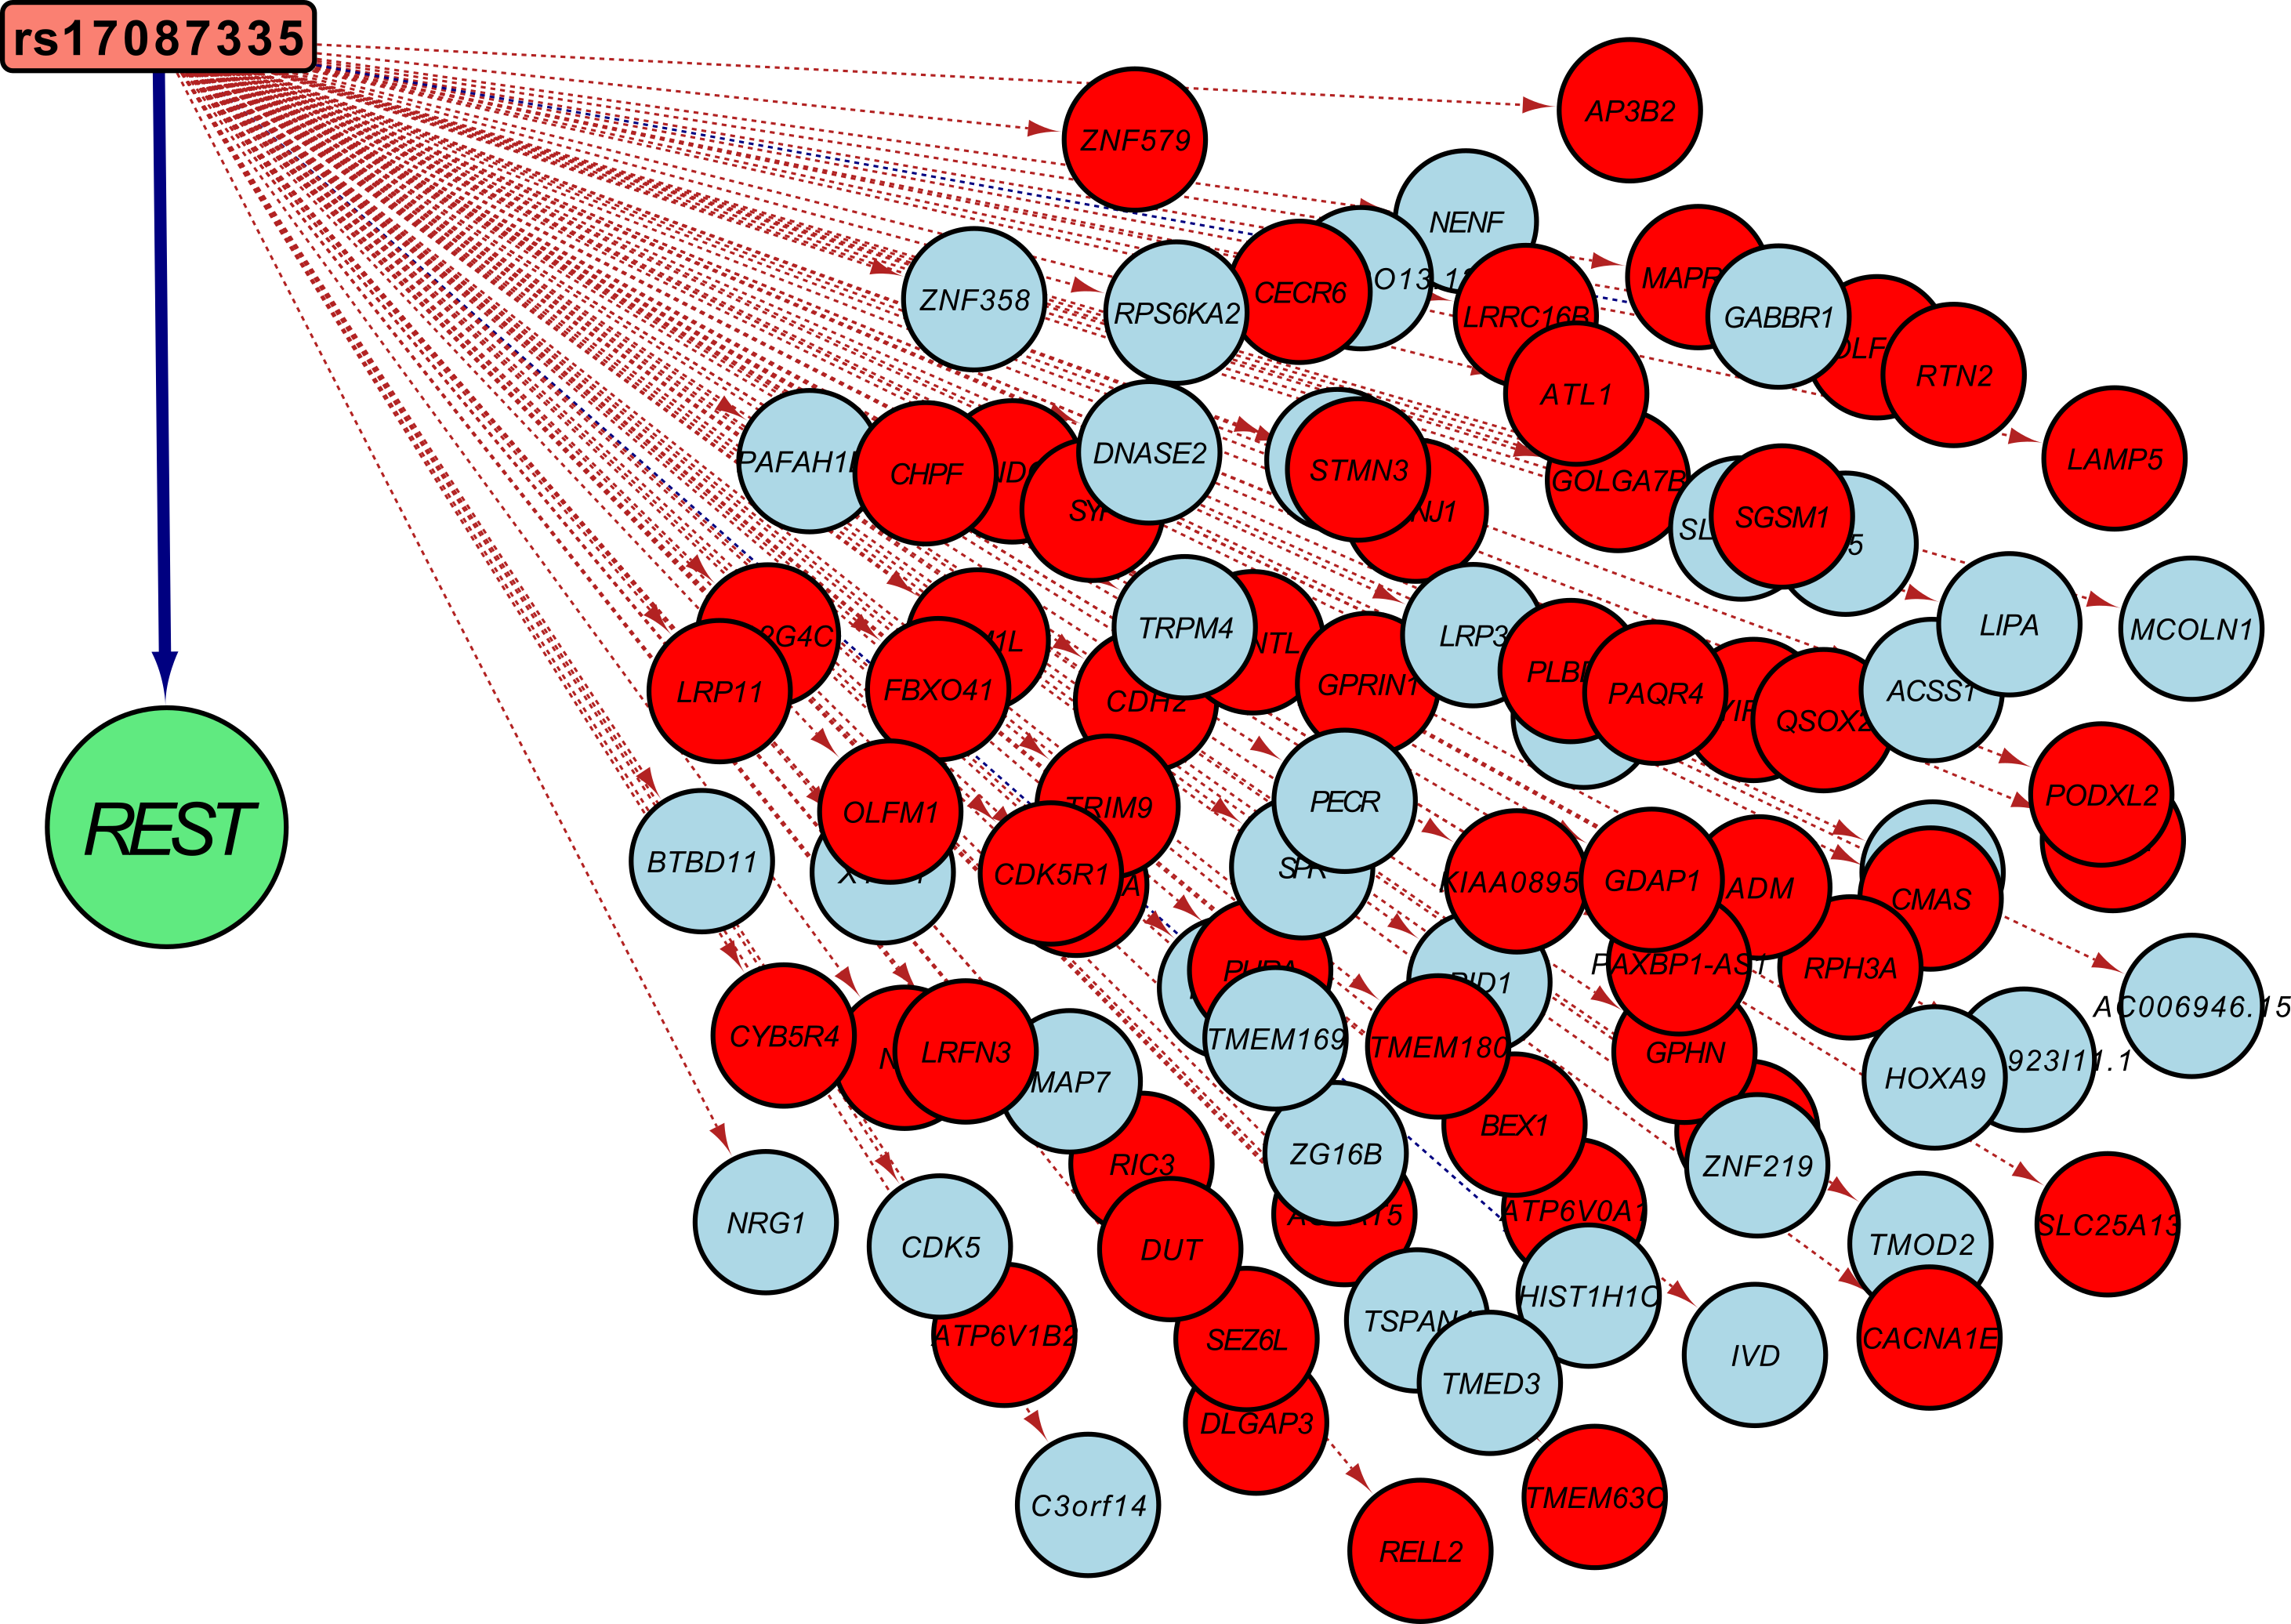 rs17087335
AP3B2
ZNF579
NENF
CECR6
ZNF358
RPS6KA2
LRRC16B
GABBR1
RTN2
ATL1
LAMP5
CHPF
DNASE2
STMN3
GOLGA7B
SGSM1
TRPM4
LRP3
LIPA
MCOLN1
LRP11
FBXO41
CDH2
GPRIN1
PAQR4
QSOX2
ACSS1
OLFM1
TRIM9
PECR
PODXL2
REST
BTBD11
CDK5R1
SPR
KIAA0895
GDAP1
CMAS
PAXBP1-AS1
RPH3A
AC006946.15
CYB5R4
LRFN3
MAP7
TMEM169
TMEM180
GPHN
HOXA9
RIC3
ZG16B
BEX1
ZNF219
NRG1
CDK5
DUT
ATP6V0A1
TMOD2
SLC25A13
ATP6V1B2
SEZ6L
HIST1H1C
IVD
CACNA1E
TMED3
DLGAP3
C3orf14
TMEM63C
RELL2